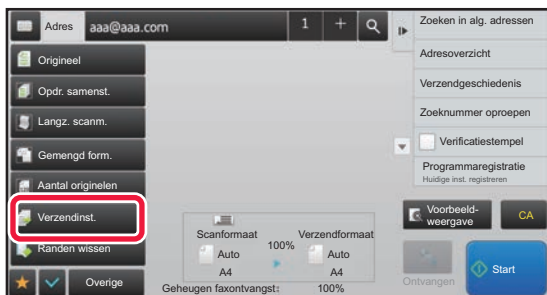 Adres aaa@aaa.com 1 +
Origineel
Opdr. samenst.
Langz. scanm.
Gemengd form.
Aantal originelen
Verzendinst.
Randen wissen
Overige
Scanformaat
Auto
A4
100%
Verzendformaat
Auto
A4
Geheugen faxontvangst: 100%
Zoeken in alg. adressen
Adresoverzicht
Verzendgeschiedenis
Zoeknummer oproepen
Verificatiestempel
Programmaregistratie
Huidige inst. registreren
Voorbeeld-
weergave
CA
Ontvangen
Start